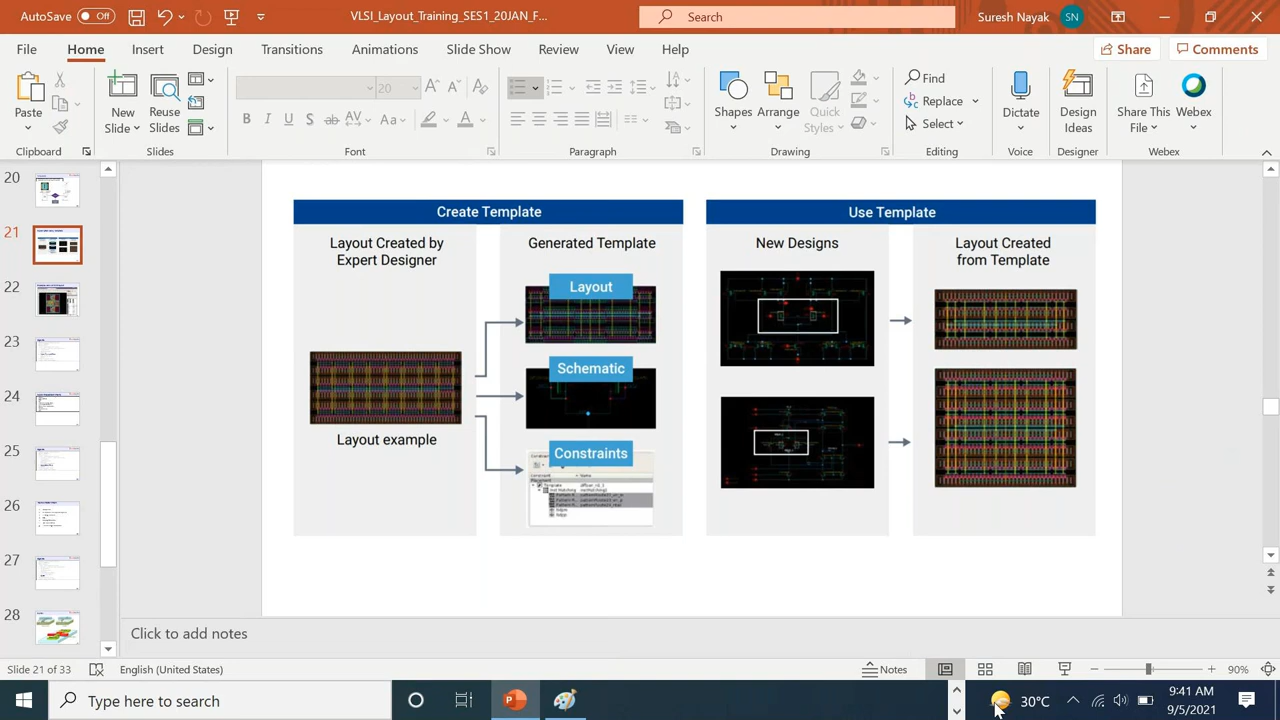 AutoSave Off VLSI_Layout_Training_SES1_20JAN_F... Search Suresh Nayak SN
File Home Insert Design Transitions Animations Slide Show Review View Help Share Comments
Paste
New Slide
Reuse Slides
20
B I U S ab AV Aa A
Shapes Arrange Quick Styles
Find
Replace
Select
Dictate
Design Ideas
Share This File
Webex
Clipboard Slides Font Paragraph Drawing Editing Voice Designer Webex
20
21
22
23
24
25
26
27
28
Create Template
Layout Created by
Expert Designer
Layout example
Generated Template
Layout
Schematic
Constraints
Use Template
New Designs
Layout Created
from Template
Click to add notes
Slide 21 of 33 English (United States) Notes 90%
Type here to search 30°C 9:41 AM
9/5/2021